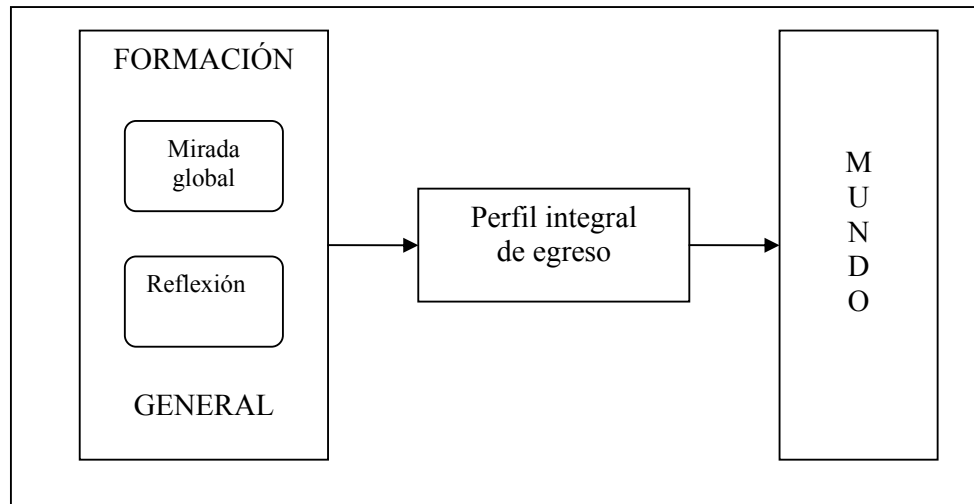 FORMACIÓN
Mirada
global
Reflexión
GENERAL
Perfil integral
de egreso
M
U
N
D
O